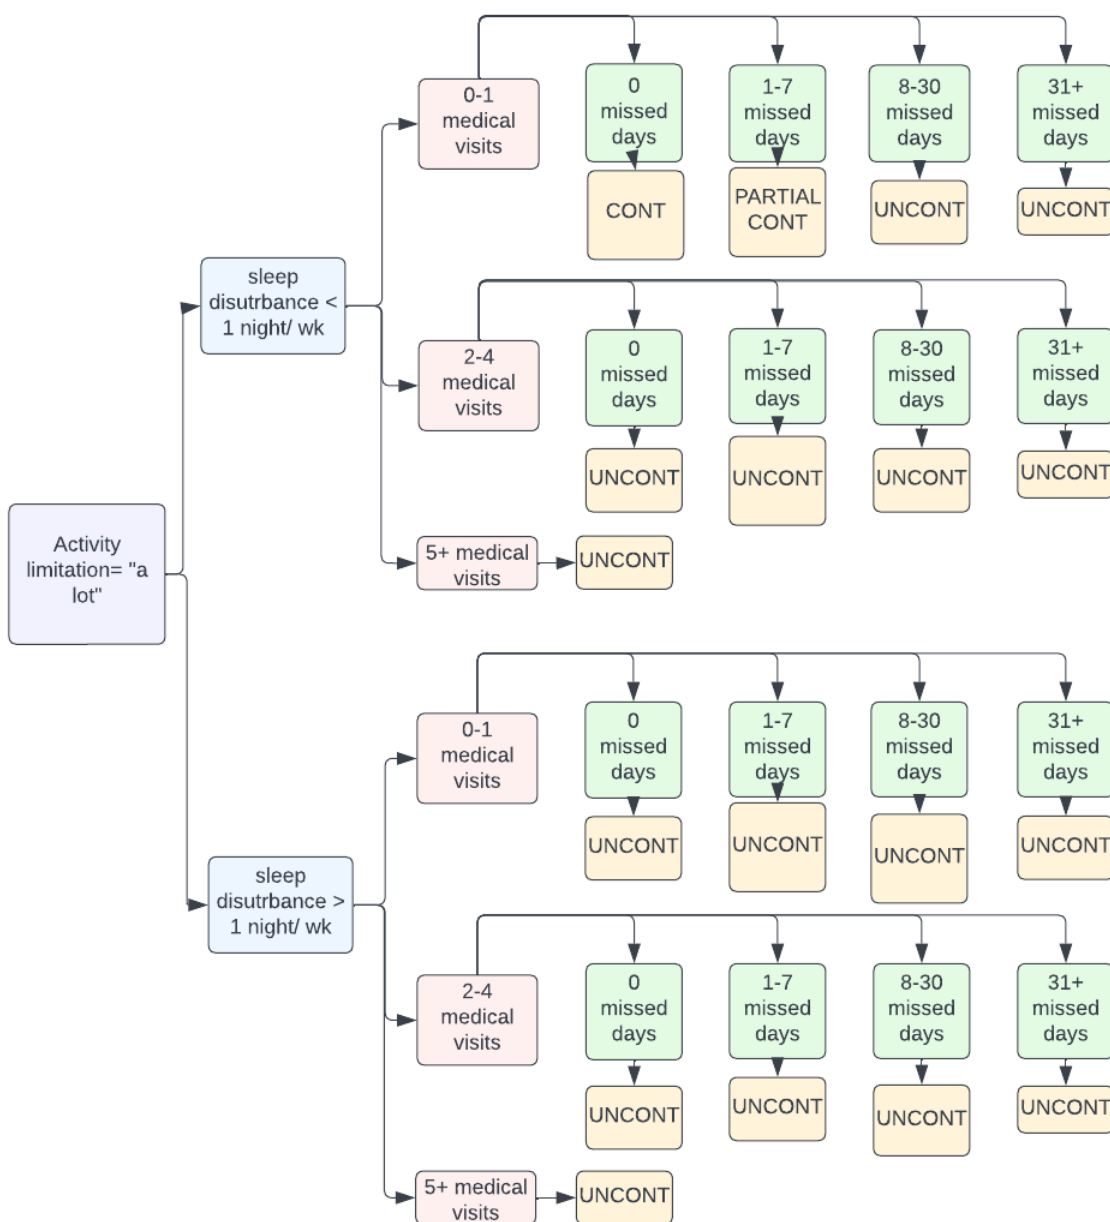 0-1
medical
visits
0
missed
days
1-7
missed
days
8-30
missed
days
31+
missed
days
CONT
PARTIAL
CONT
UNCONT
UNCONT
sleep
disutrbance <
1 night/ wk
2-4
medical
visits
0
missed
days
1-7
missed
days
8-30
missed
days
31+
missed
days
UNCONT
UNCONT
UNCONT
UNCONT
5+ medical
visits
UNCONT
Activity
limitation= "a
lot"
0-1
medical
visits
0
missed
days
1-7
missed
days
8-30
missed
days
31+
missed
days
UNCONT
UNCONT
UNCONT
UNCONT
sleep
disutrbance >
1 night/ wk
2-4
medical
visits
0
missed
days
1-7
missed
days
8-30
missed
days
31+
missed
days
UNCONT
UNCONT
UNCONT
UNCONT
5+ medical
visits
UNCONT